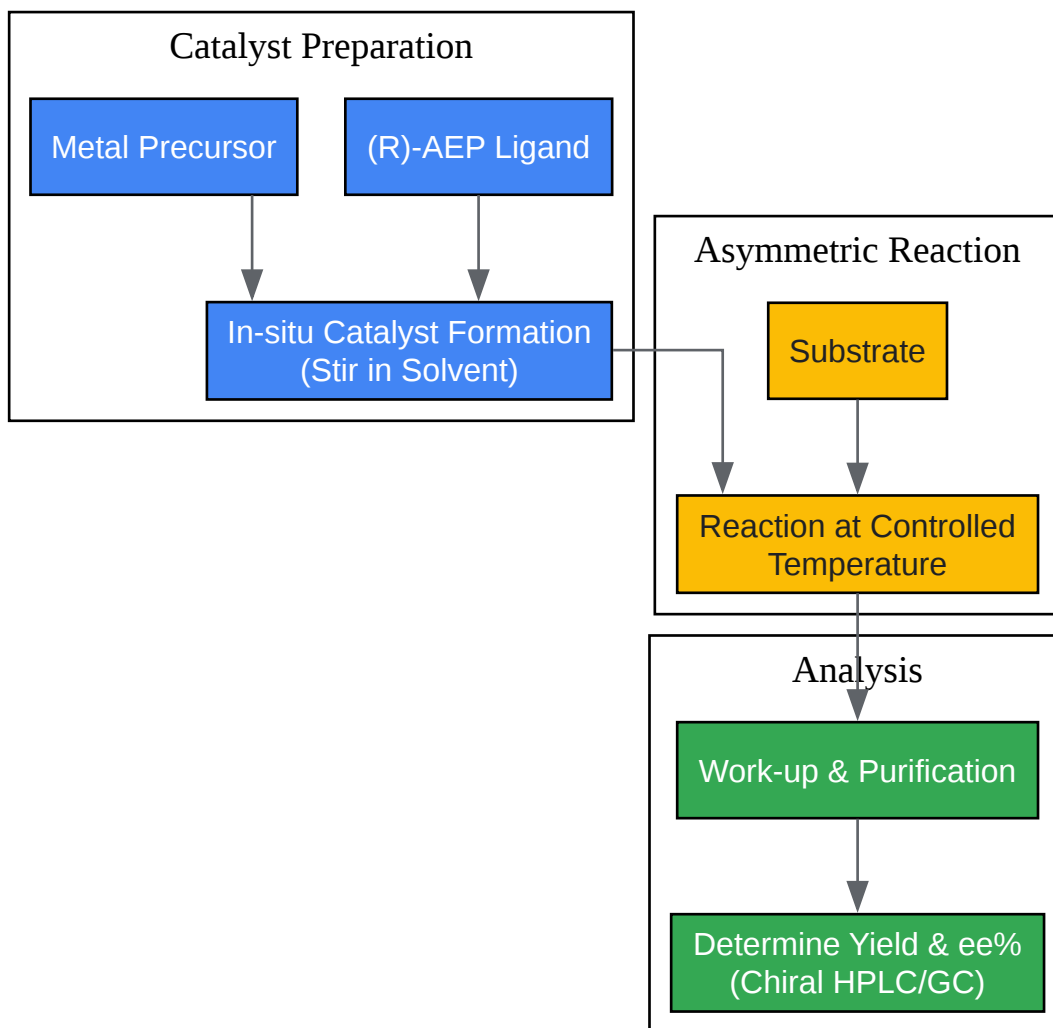 Catalyst Preparation
Metal Precursor
(R)-AEP Ligand
In-situ Catalyst Formation
(Stir in Solvent)
Asymmetric Reaction
Substrate
Reaction at Controlled
Temperature
Analysis
Work-up & Purification
Determine Yield & ee%
(Chiral HPLC/GC)